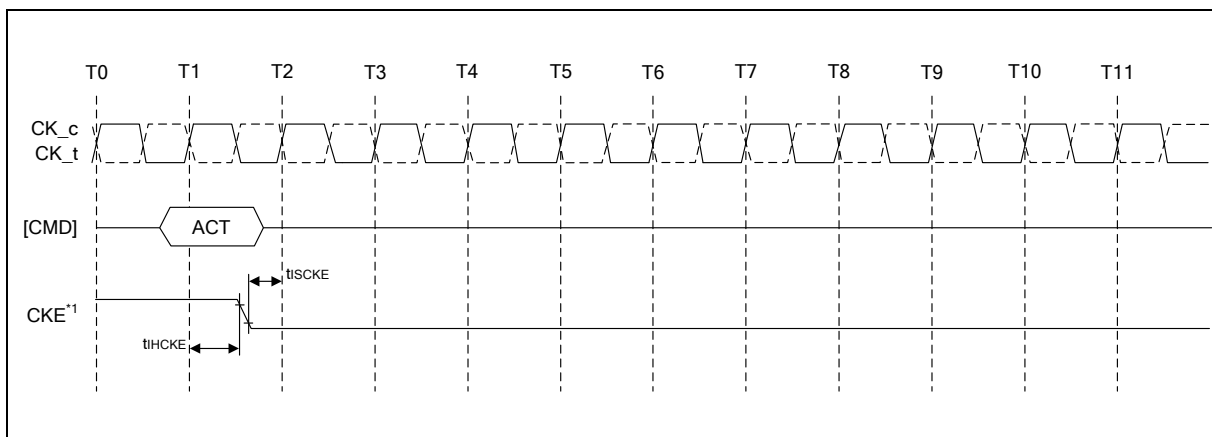 T0 T1 T2 T3 T4 T5 T6 T7 T8 T9 T10 T11
CK_c
CK_t
[CMD] ACT
tISCKE
CKE*1
tIHCKE